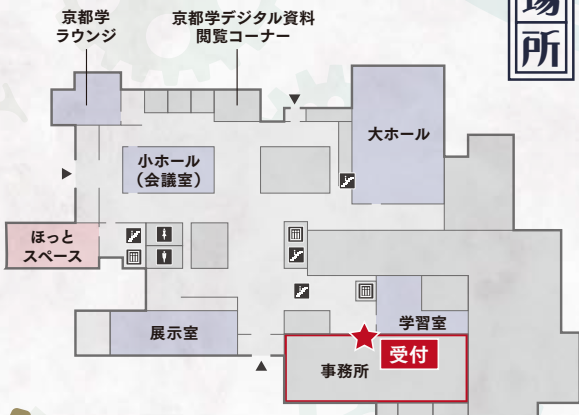 場
所
京都学
ラウンジ
京都学デジタル資料
閲覧コーナー
大ホール
小ホール
（会議室）
ほっと
スペース
展示室
学習室
受付
事務所